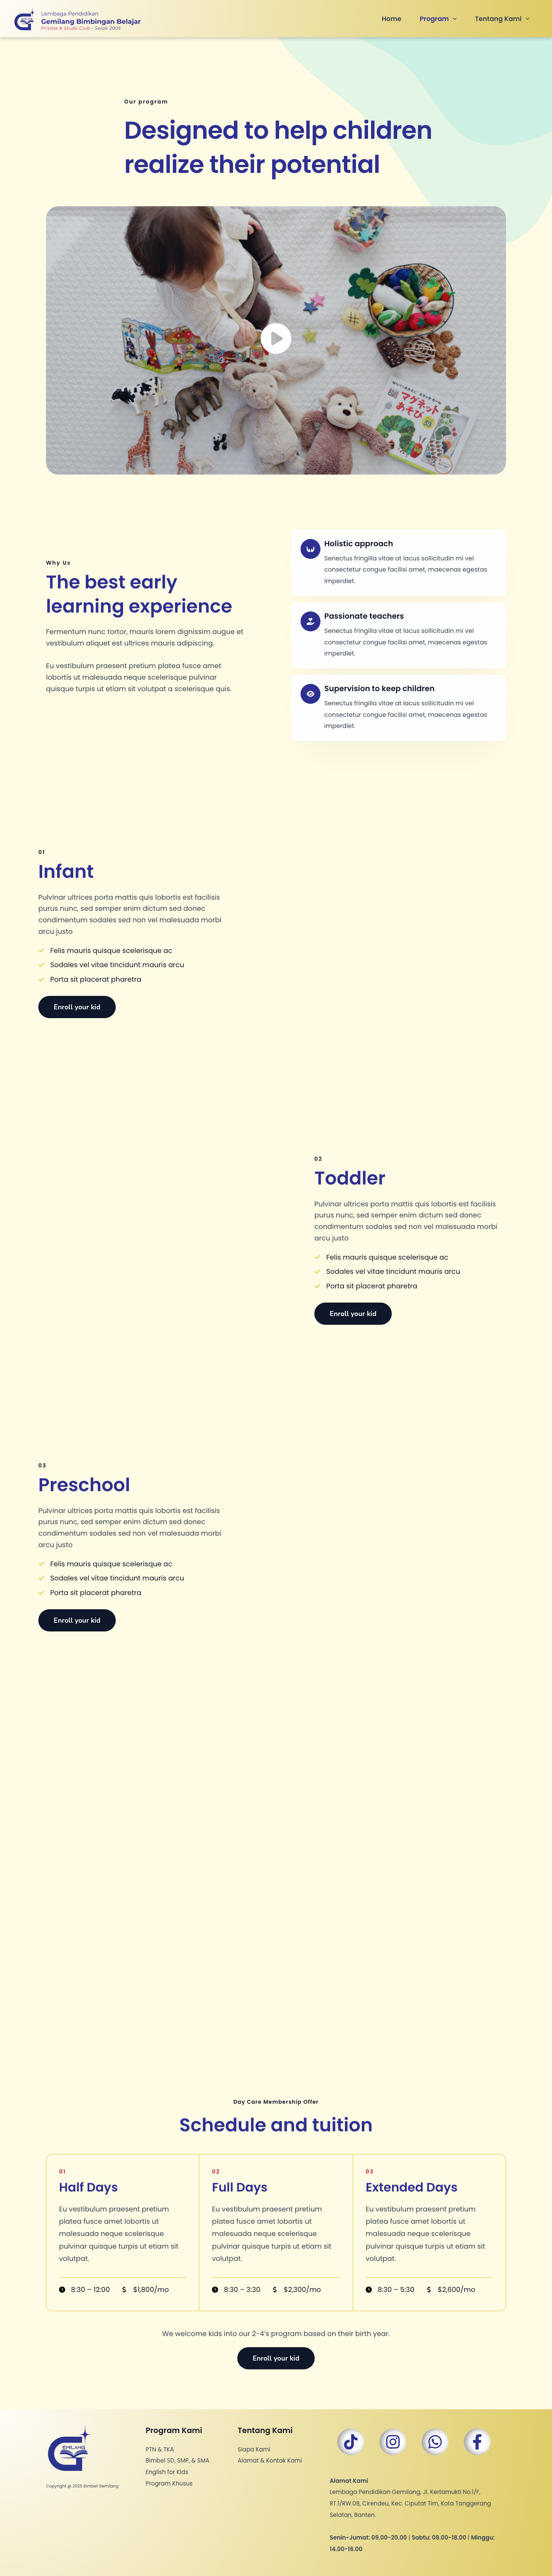 Lembaga Pendidikan
Gemilang Bimbingan Belajar
Private & Study Club - Sejak 2005
Home
Program
Tentang Kami
Our program
Designed to help children
realize their potential
マグネット
あそび
Why Us
The best early
learning experience
Fermentum nunc tortor, mauris lorem dignissim augue et
vestibulum aliquet est ultrices mauris adipiscing.
Eu vestibulum praesent pretium platea fusce amet
lobortis ut malesuada neque scelerisque pulvinar
quisque turpis ut etiam sit volutpat a scelerisque quis.
Holistic approach
Senectus fringilla vitae at lacus sollicitudin mi vel
consectetur congue facilisi amet, maecenas egestas
imperdiet.
Passionate teachers
Senectus fringilla vitae at lacus sollicitudin mi vel
consectetur congue facilisi amet, maecenas egestas
imperdiet.
Supervision to keep children
Senectus fringilla vitae at lacus sollicitudin mi vel
consectetur congue facilisi amet, maecenas egestas
imperdiet.
01
Infant
Pulvinar ultrices porta mattis quis lobortis est facilisis
purus nunc, sed semper enim dictum sed donec
condimentum sodales sed non vel malesuada morbi
arcu justo
Felis mauris quisque scelerisque ac
Sodales vel vitae tincidunt mauris arcu
Porta sit placerat pharetra
Enroll your kid
02
Toddler
Pulvinar ultrices porta mattis quis lobortis est facilisis
purus nunc, sed semper enim dictum sed donec
condimentum sodales sed non vel malesuada morbi
arcu justo
Felis mauris quisque scelerisque ac
Sodales vel vitae tincidunt mauris arcu
Porta sit placerat pharetra
Enroll your kid
03
Preschool
Pulvinar ultrices porta mattis quis lobortis est facilisis
purus nunc, sed semper enim dictum sed donec
condimentum sodales sed non vel malesuada morbi
arcu justo
Felis mauris quisque scelerisque ac
Sodales vel vitae tincidunt mauris arcu
Porta sit placerat pharetra
Enroll your kid
Day Care Membership Offer
Schedule and tuition
01
Half Days
Eu vestibulum praesent pretium
platea fusce amet lobortis ut
malesuada neque scelerisque
pulvinar quisque turpis ut etiam sit
volutpat.
8:30 – 12:00 $1,800/mo
02
Full Days
Eu vestibulum praesent pretium
platea fusce amet lobortis ut
malesuada neque scelerisque
pulvinar quisque turpis ut etiam sit
volutpat.
8:30 – 3:30 $2,300/mo
03
Extended Days
Eu vestibulum praesent pretium
platea fusce amet lobortis ut
malesuada neque scelerisque
pulvinar quisque turpis ut etiam sit
volutpat.
8:30 – 5:30 $2,600/mo
We welcome kids into our 2-4's program based on their birth year.
Enroll your kid
GEMILANG
Copyright @ 2025 Bimbel Gemilang
Program Kami
PTN & TKA
Bimbel SD, SMP, & SMA
English for Kids
Program Khusus
Tentang Kami
Siapa Kami
Alamat & Kontak Kami
Alamat Kami
Lembaga Pendidikan Gemilang, Jl. Kertamukti No.1/F,
RT.1/RW.08, Cirendeu, Kec. Ciputat Tim, Kota Tanggerang
Selatan, Banten.
Senin-Jumat: 09.00-20.00 | Sabtu: 08.00-18.00 | Minggu:
14.00-16.00